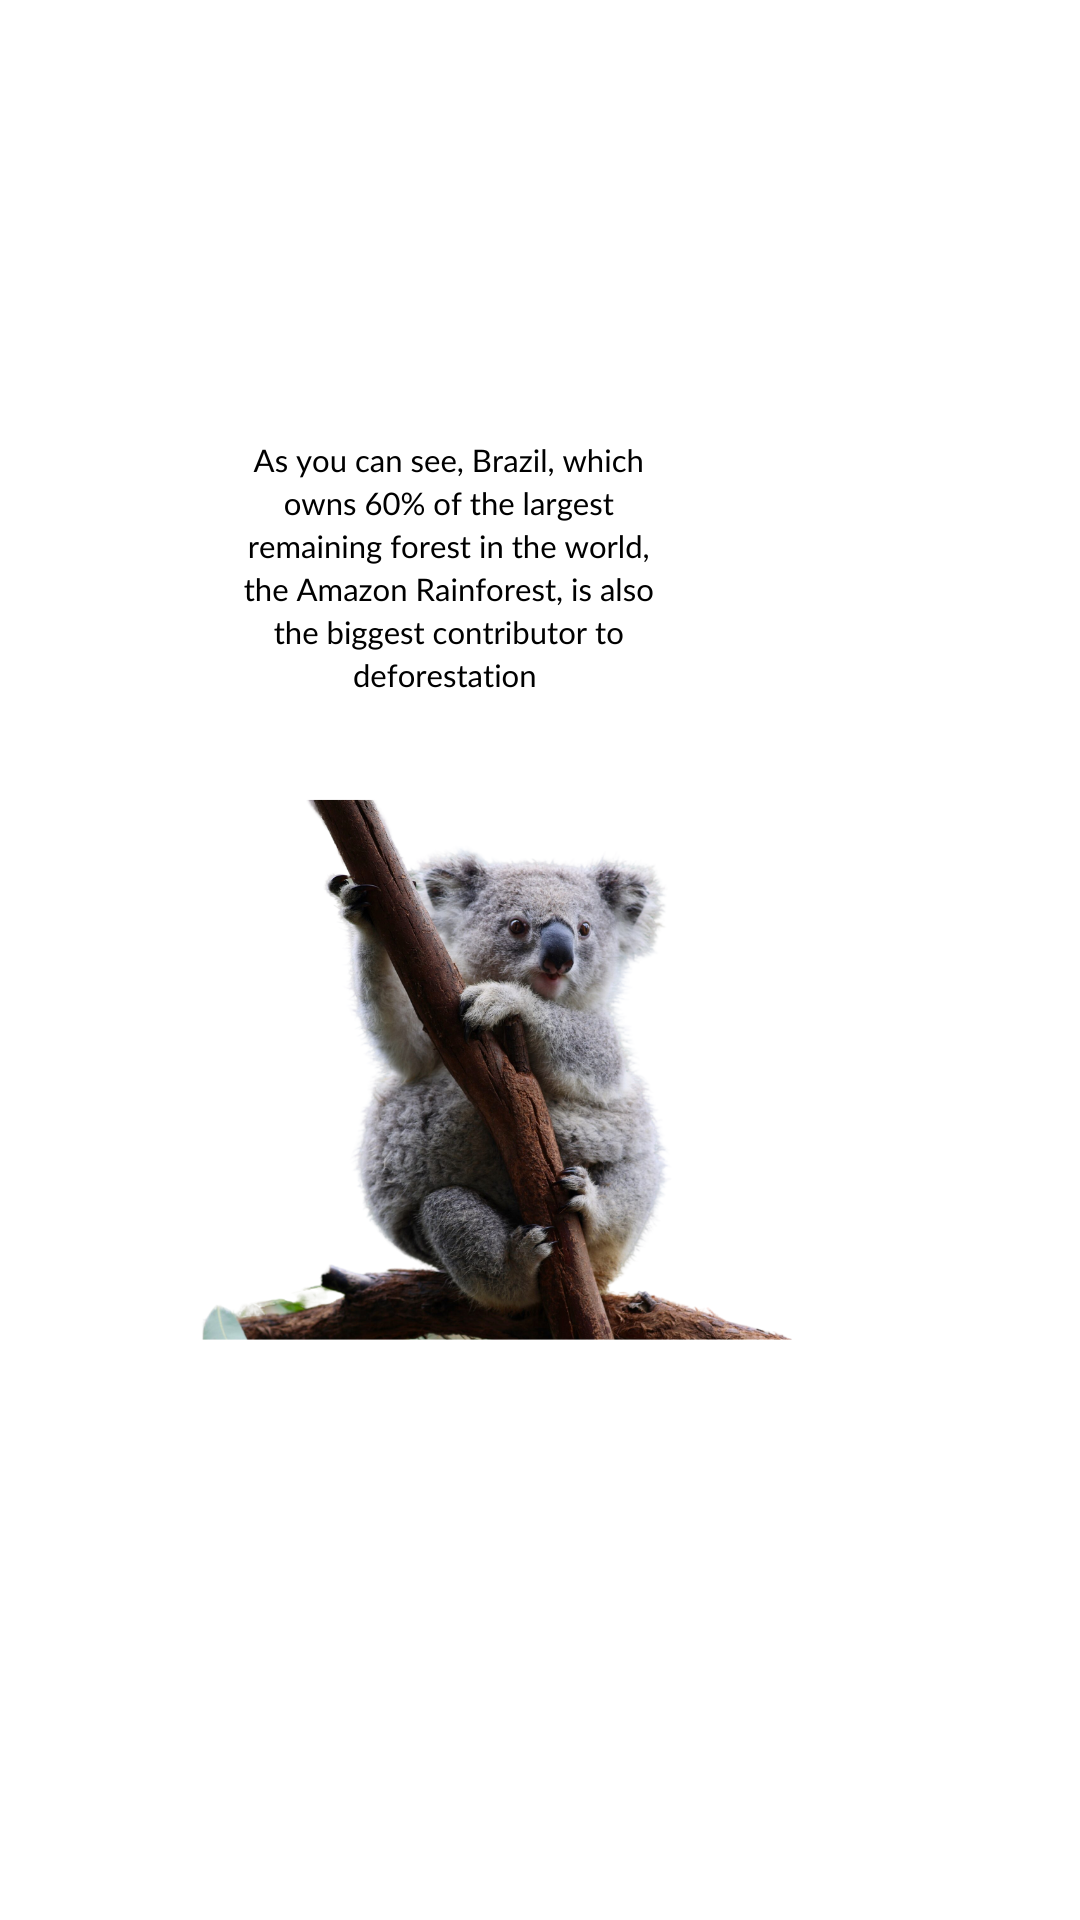 As you can see, Brazil, which
owns 60% of the largest
remaining forest in the world,
the Amazon Rainforest, is also
the biggest contributor to
deforestation